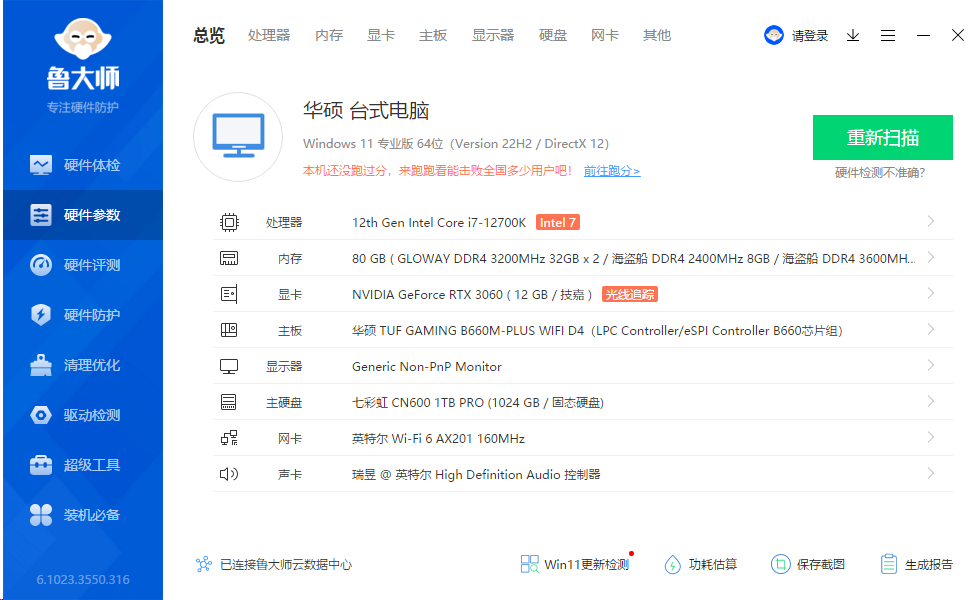 鲁大师
专注硬件防护
硬件体检
硬件参数
硬件评测
硬件防护
清理优化
驱动检测
超级工具
装机必备
6.1023.3550.316
总览 处理器 内存 显卡 主板 显示器 硬盘 网卡 其他
请登录
华硕 台式电脑
Windows 11 专业版 64位（Version 22H2 / DirectX 12）
本机还没跑过分，来跑跑看能击败全国多少用户吧！ 前往跑分>
重新扫描
硬件检测不准确?
处理器 12th Gen Intel Core i7-12700K Intel 7
内存 80 GB ( GLOWAY DDR4 3200MHz 32GB x 2 / 海盗船 DDR4 2400MHz 8GB / 海盗船 DDR4 3600MH...
显卡 NVIDIA GeForce RTX 3060 ( 12 GB / 技嘉 ) 光线追踪
主板 华硕 TUF GAMING B660M-PLUS WIFI D4（LPC Controller/eSPI Controller B660芯片组）
显示器 Generic Non-PnP Monitor
主硬盘 七彩虹 CN600 1TB PRO (1024 GB / 固态硬盘)
网卡 英特尔 Wi-Fi 6 AX201 160MHz
声卡 瑞昱 @ 英特尔 High Definition Audio 控制器
已连接鲁大师云数据中心
Win11更新检测
功耗估算
保存截图
生成报告